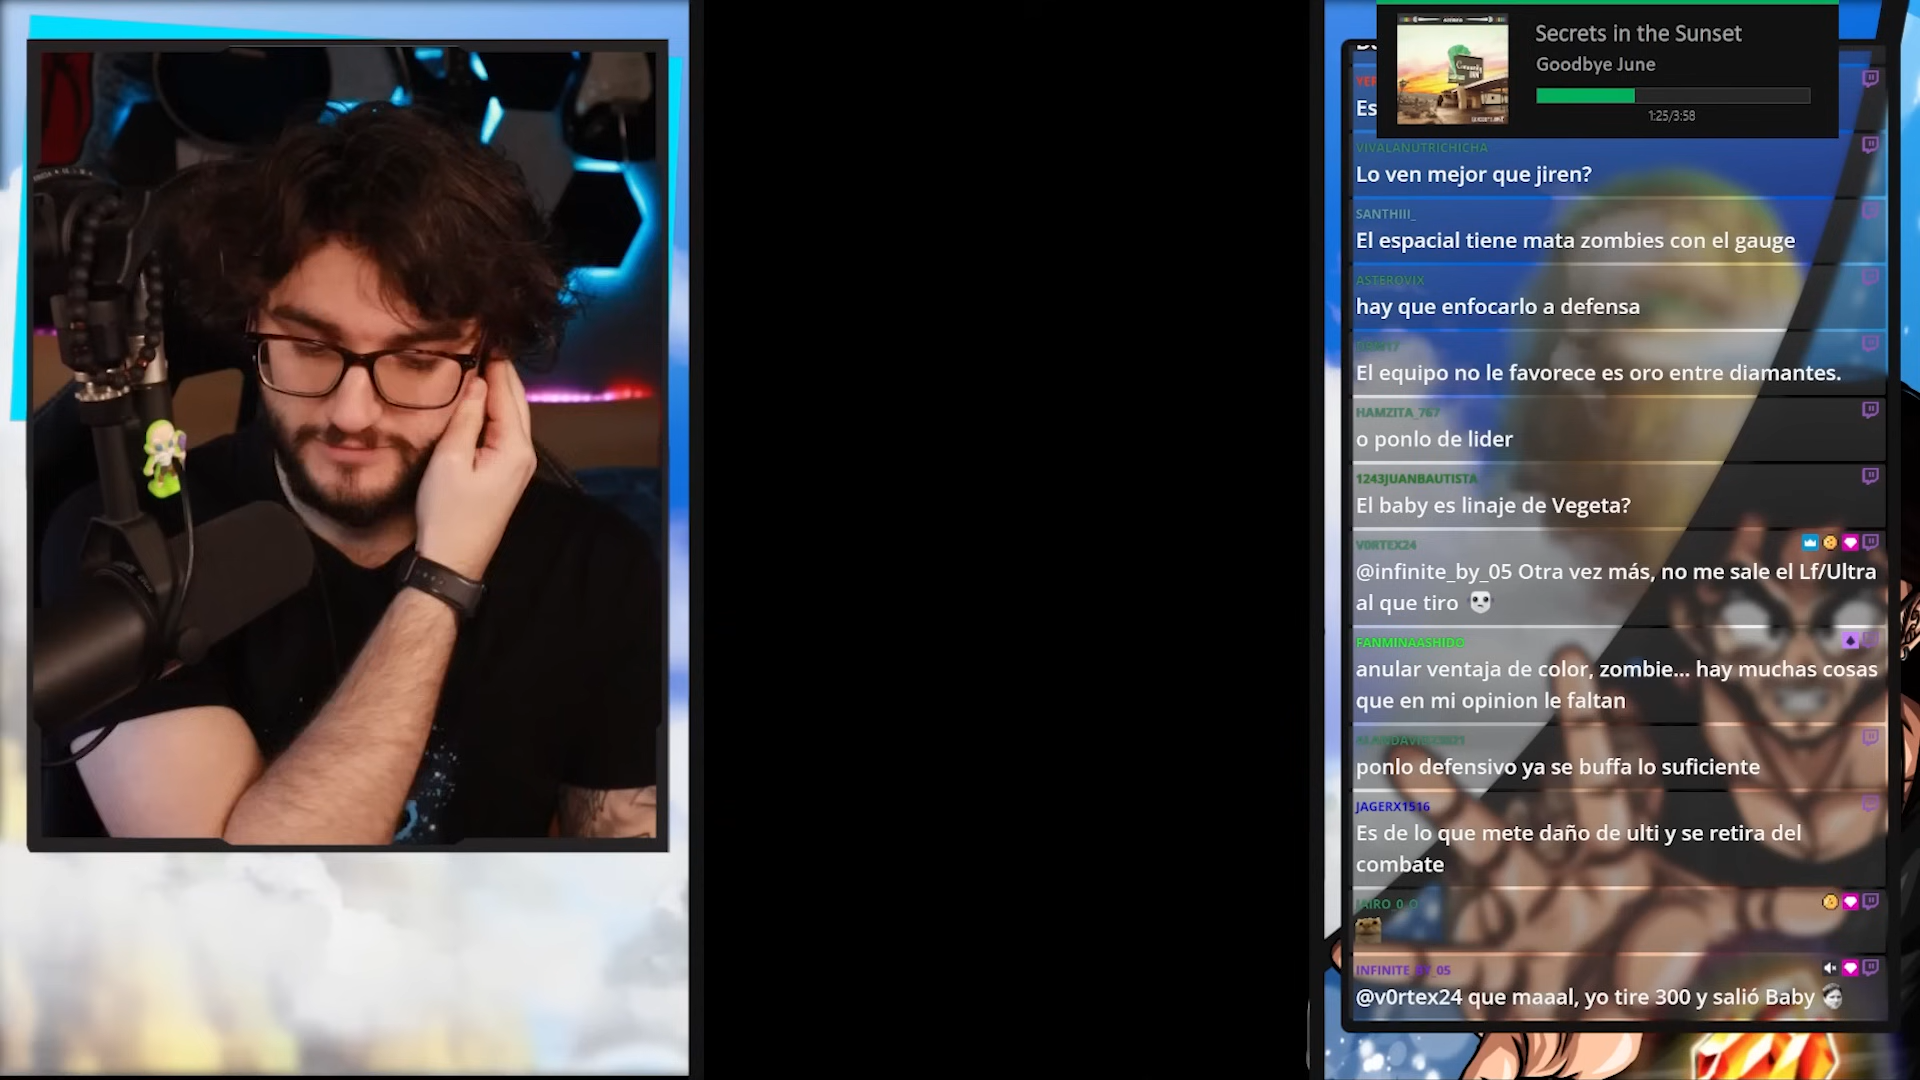 Secrets in the Sunset
Goodbye June
1:25/3:58
Es
VIVALANUTRICHICHA
Lo ven mejor que jiren?
SANTHIII_
El espacial tiene mata zombies con el gauge
ASTEROVIX
hay que enfocarlo a defensa
El equipo no le favorece es oro entre diamantes.
HAMZITA_767
o ponlo de lider
1243JUANBAUTISTA
El baby es linaje de Vegeta?
V0RTEX24
@infinite_by_05 Otra vez más, no me sale el Lf/Ultra
al que tiro
FANMINAASHIDO
anular ventaja de color, zombie... hay muchas cosas
que en mi opinion le faltan
ponlo defensivo ya se buffa lo suficiente
JAGERX1516
Es de lo que mete daño de ulti y se retira del
combate
JAIRO_0_O
INFINITE_BY_05
@v0rtex24 que maaal, yo tire 300 y salió Baby